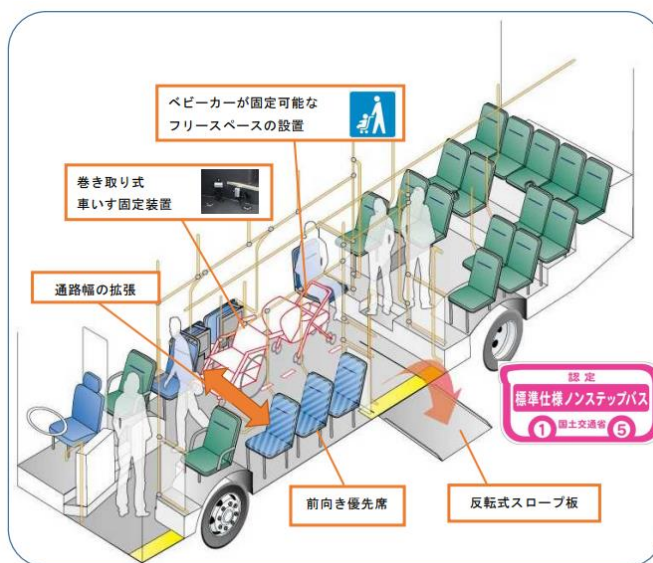 ベビーカーが固定可能な
フリースペースの設置
巻き取り式
車いす固定装置
通路幅の拡張
認定
標準仕様ノンステップバス
① 国土交通省 ⑤
前向き優先席
反転式スロープ板